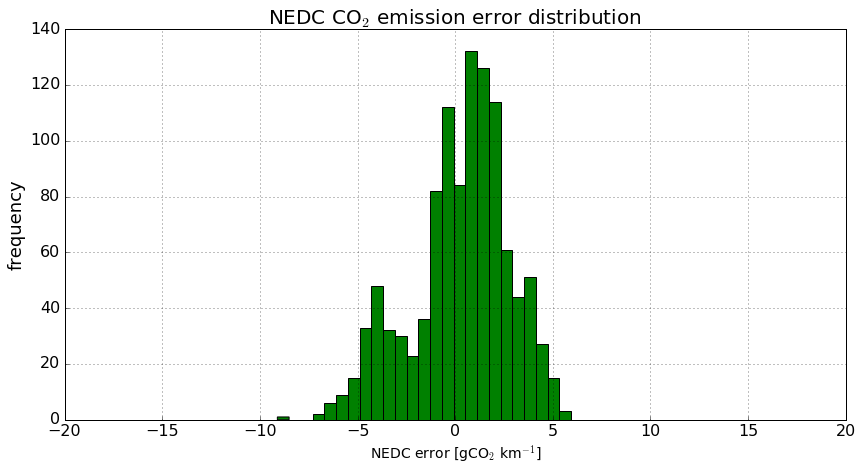 NEDC CO₂ emission error distribution
140
120
100
80
60
40
20
0
frequency
−20 −15 −10 −5 0 5 10 15 20
NEDC error [gCO₂ km⁻¹]